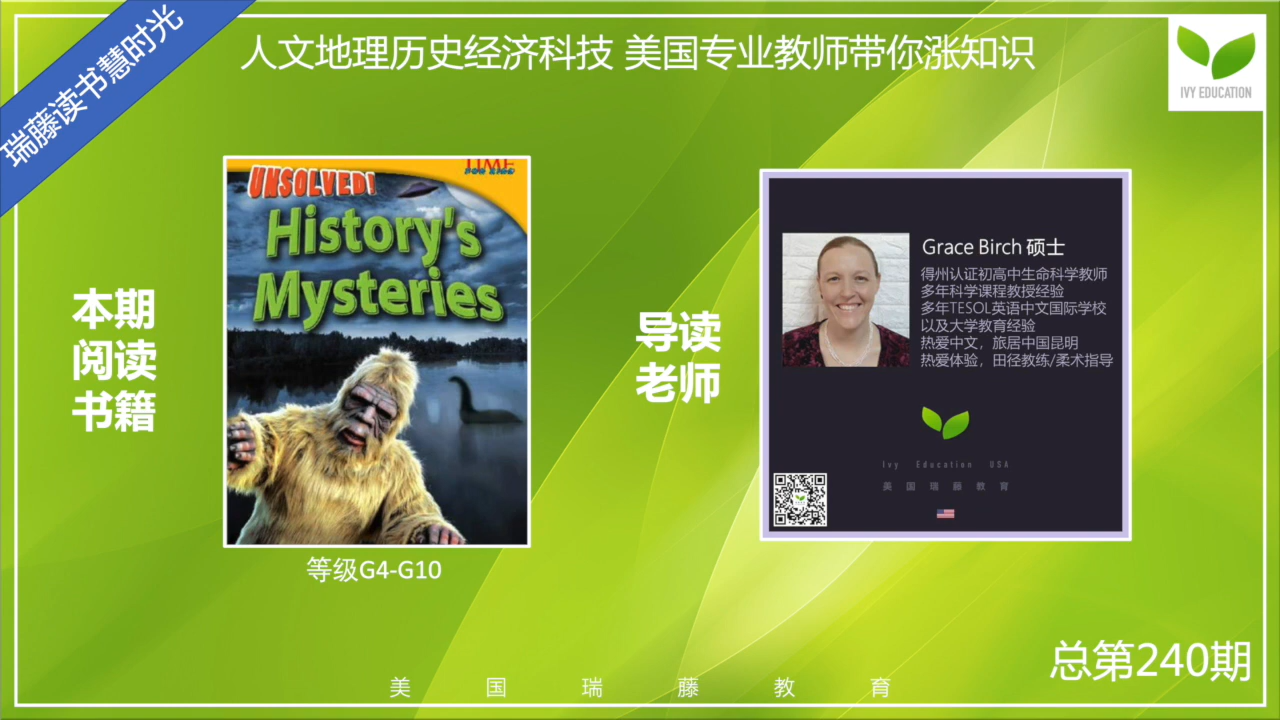 瑞藤读书慧时光
人文地理历史经济科技 美国专业教师带你涨知识
IVY EDUCATION
本期
阅读
书籍
UNSOLVED!
TIME
FOR KIDS
History's
Mysteries
等级G4-G10
导读
老师
Grace Birch 硕士
得州认证初高中生命科学教师
多年科学课程教授经验
多年TESOL英语中文国际学校
以及大学教育经验
热爱中文，旅居中国昆明
热爱体验，田径教练/柔术指导
Ivy Education USA
美国瑞藤教育
总第240期
美国瑞藤教育